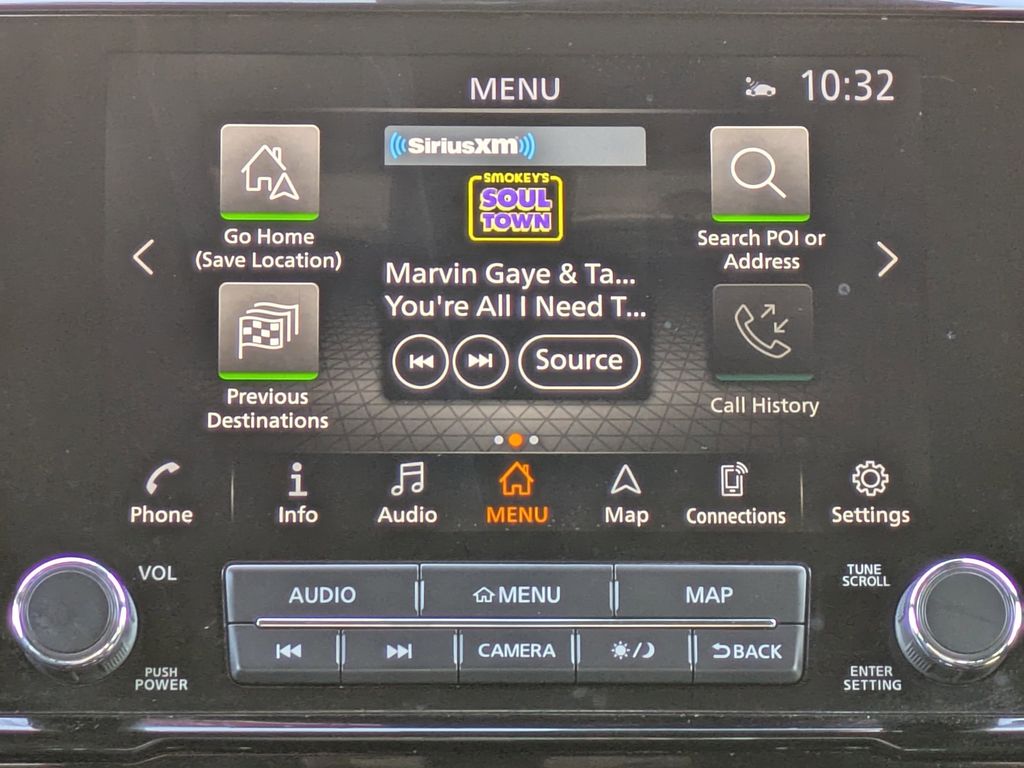 MENU
10:32
SiriusXM
SMOKEY'S
SOUL
TOWN
Go Home
(Save Location)
Marvin Gaye & Ta...
You're All I Need T...
Source
Search POI or
Address
Previous
Destinations
Call History
Phone
Info
Audio
MENU
Map
Connections
Settings
VOL
PUSH
POWER
AUDIO
MENU
MAP
CAMERA
BACK
TUNE
SCROLL
ENTER
SETTING